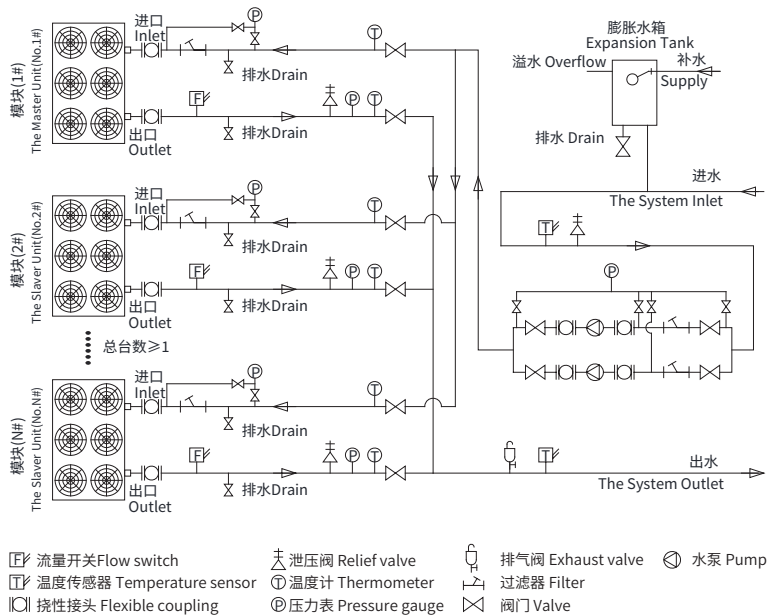 模块(1#)
The Master Unit(No.1#)
进口
Inlet
P
T
排水Drain
F
P
T
出口
Outlet
排水Drain
膨胀水箱
Expansion Tank
溢水 Overflow
补水
Supply
排水 Drain
进水
The System Inlet
模块(2#)
The Slaver Unit(No.2#)
进口
Inlet
P
T
排水Drain
F
P
T
出口
Outlet
排水Drain
T
P
总台数≥1
模块(N#)
The Slaver Unit(No.N#)
进口
Inlet
P
T
排水Drain
F
P
T
出口
Outlet
排水Drain
T
出水
The System Outlet
F 流量开关Flow switch
泄压阀 Relief valve
排气阀 Exhaust valve
水泵 Pump
T 温度传感器 Temperature sensor
T 温度计 Thermometer
过滤器 Filter
挠性接头 Flexible coupling
P 压力表 Pressure gauge
阀门 Valve